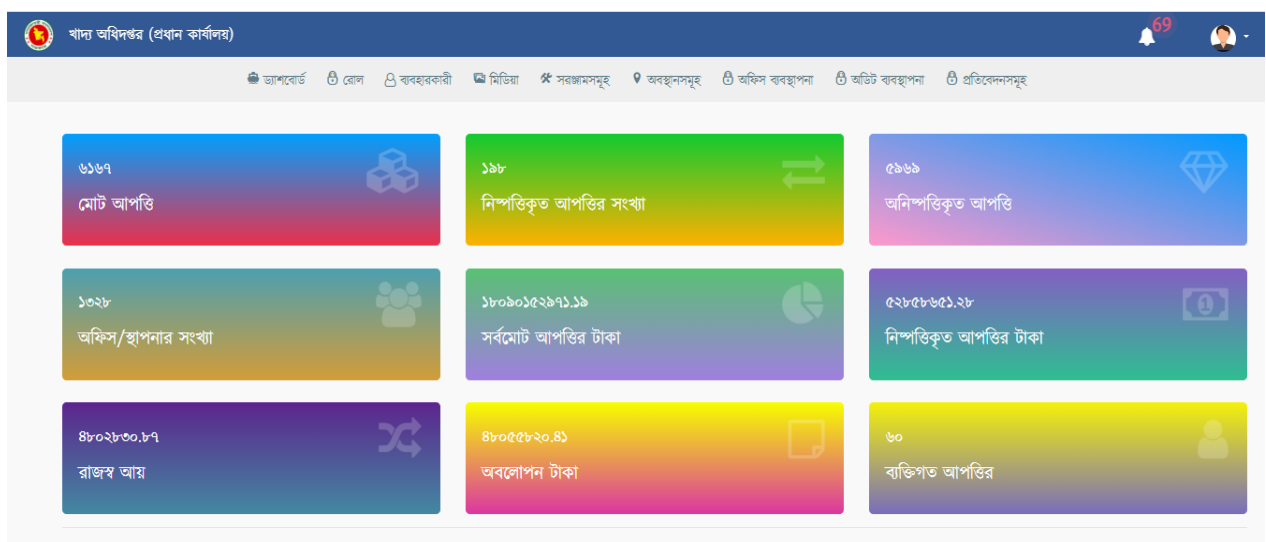 খাদ্য অধিদপ্তর (প্রধান কার্যালয়)
69
ড্যাশবোর্ড রোল ব্যবহারকারী মিডিয়া সরঞ্জামসমূহ অবস্থানসমূহ অফিস ব্যবস্থাপনা অডিট ব্যবস্থাপনা প্রতিবেদনসমূহ
৬১৬৭
মোট আপত্তি
১৯৮
নিষ্পত্তিকৃত আপত্তির সংখ্যা
৫৯৬৯
অনিষ্পত্তিকৃত আপত্তি
১৩২৮
অফিস/স্থাপনার সংখ্যা
১৮০৯০১৫২৯৭১.১৯
সর্বমোট আপত্তির টাকা
৫২৮৫৮৬৫১.২৮
নিষ্পত্তিকৃত আপত্তির টাকা
৪৮০২৮৩০.৮৭
রাজস্ব আয়
৪৮০৫৫৮২০.৪১
অবলোপন টাকা
৬০
ব্যক্তিগত আপত্তির